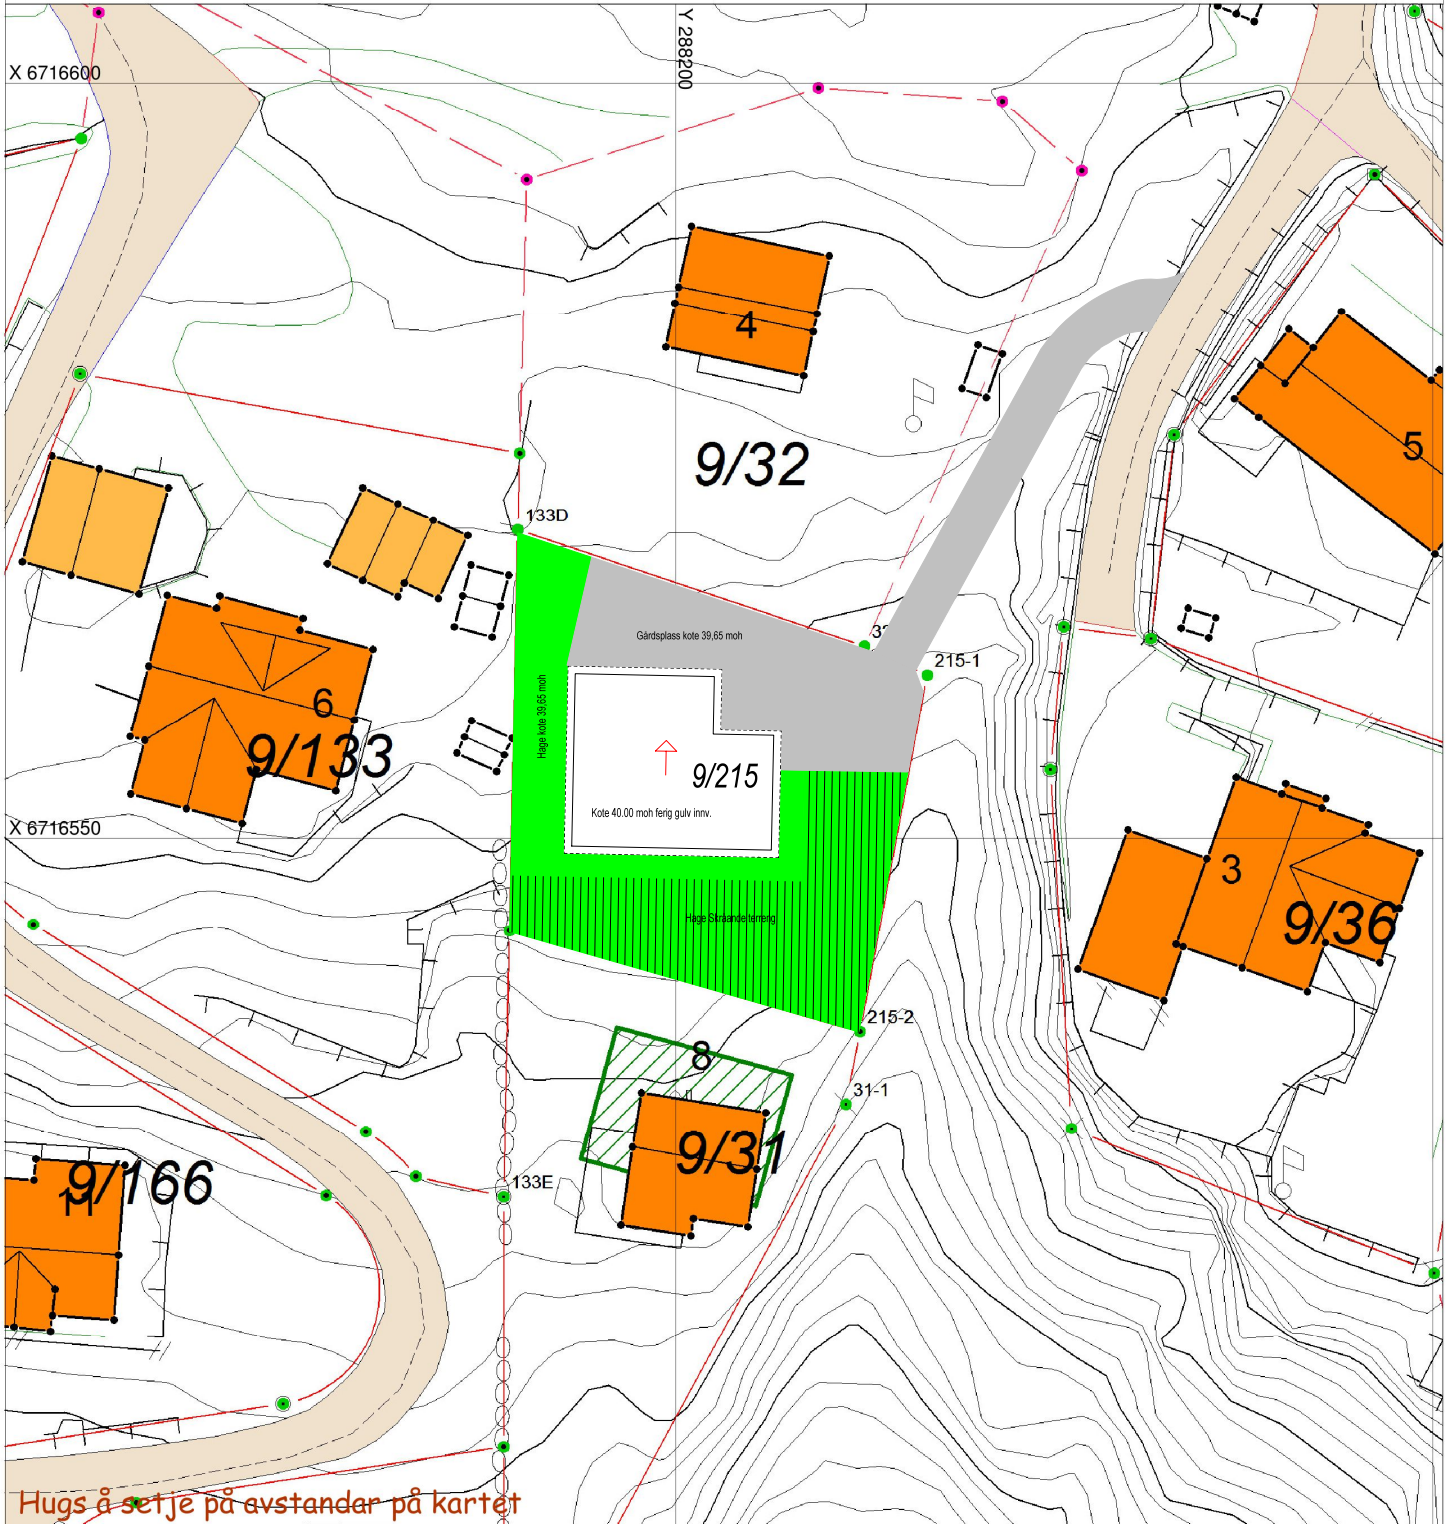 Y 288200
X 6716600
4
5
9/32
133D
Gårdsplass kote 39,65 moh
215-1
Hage kote 39,65 moh
6
9/133
9/215
Kote 40.00 moh ferig gulv innv.
X 6716550
3
9/36
Hage Skråande terreng
215-2
8
31-1
9/31
133E
9/166
11
Hugs å setje på avstandar på kartet